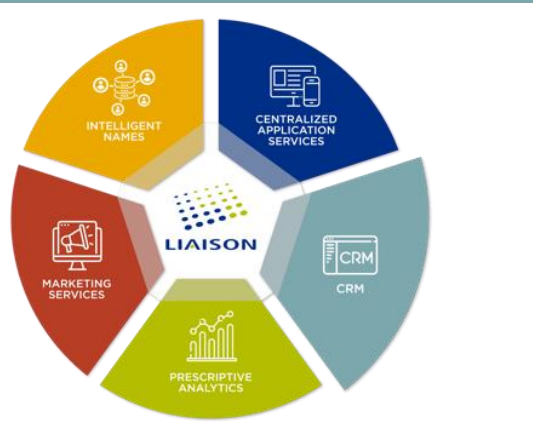 INTELLIGENT
NAMES
CENTRALIZED
APPLICATION
SERVICES
LIAISON
CRM
CRM
MARKETING
SERVICES
PRESCRIPTIVE
ANALYTICS